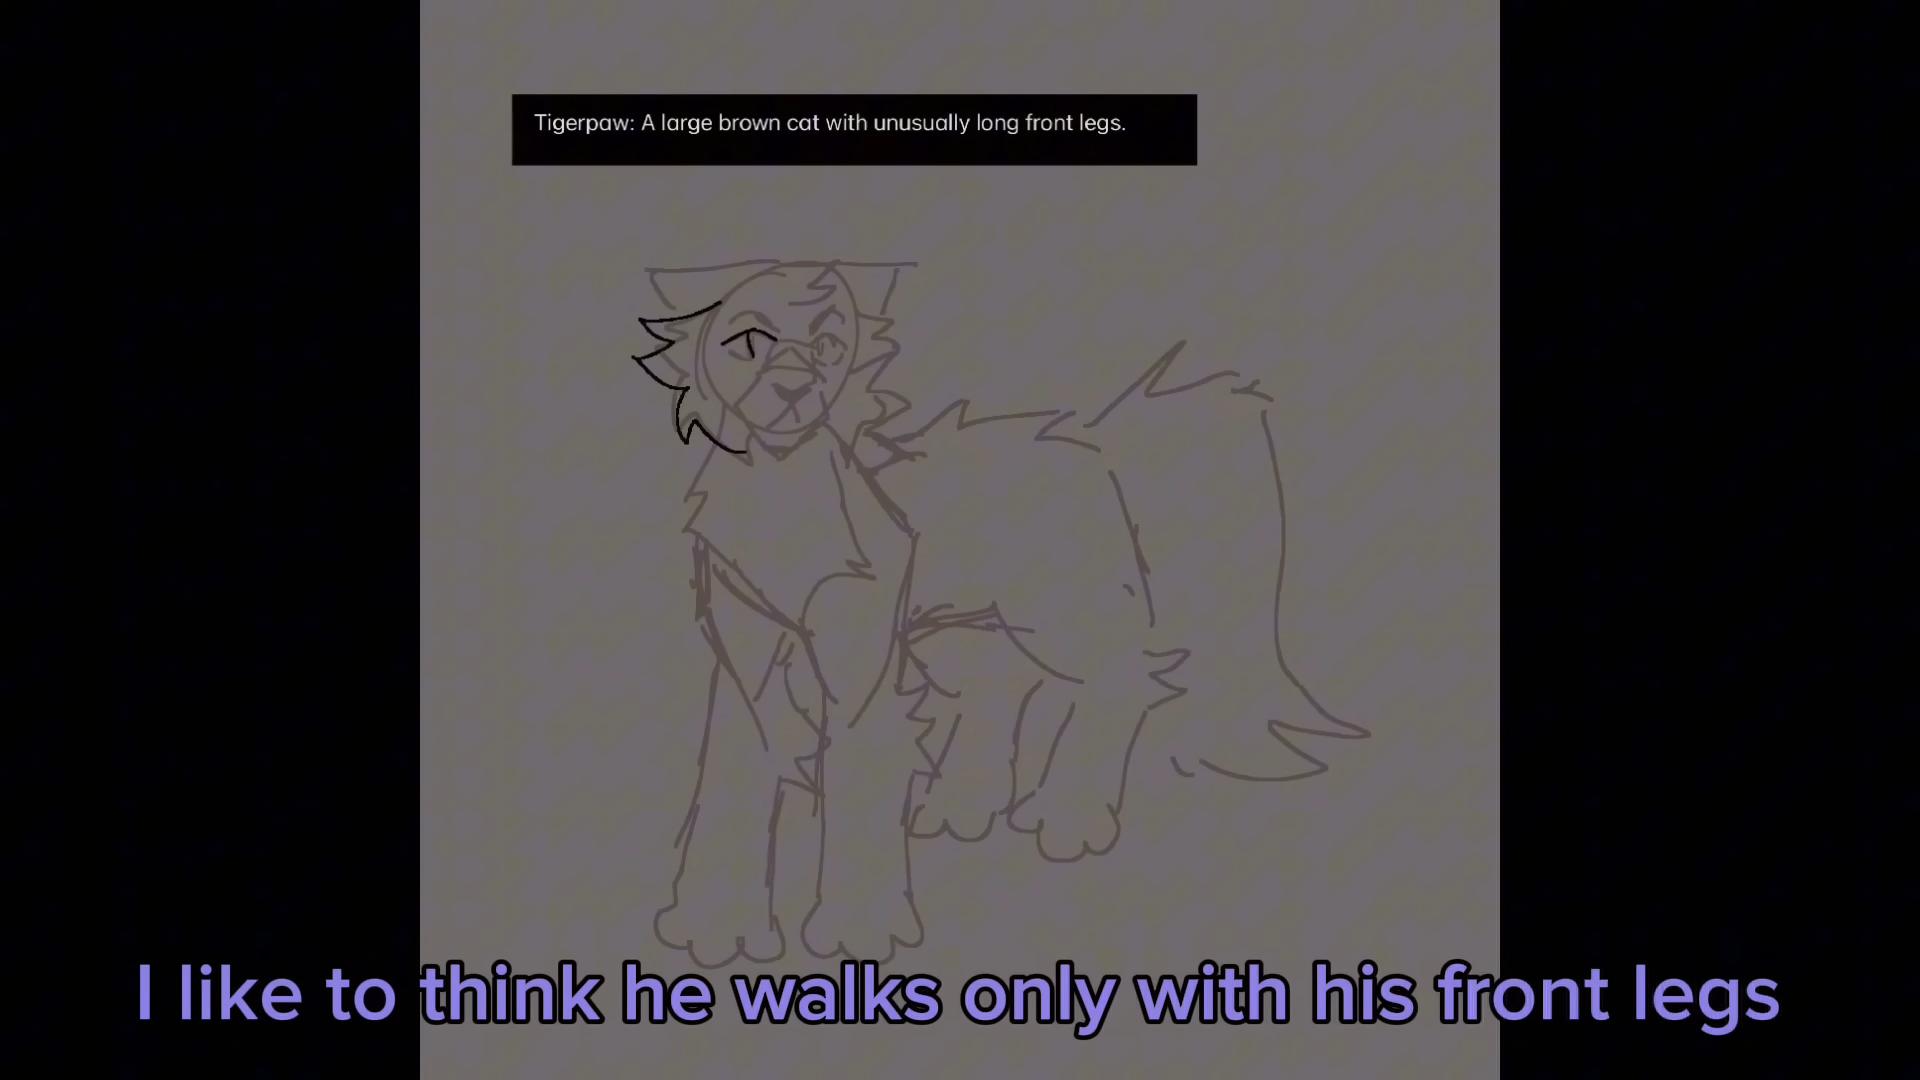 Tigerpaw: A large brown cat with unusually long front legs.
I like to think he walks only with his front legs